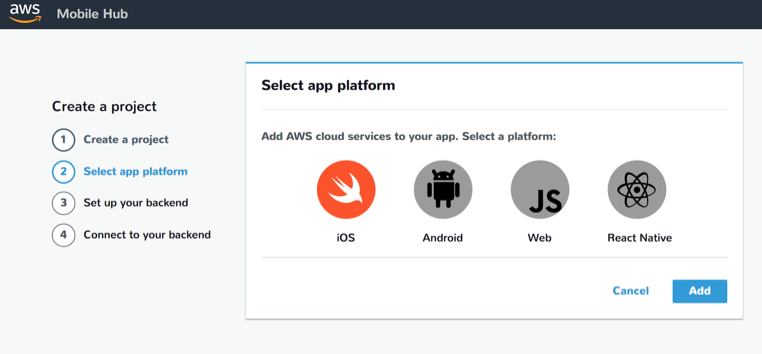 aws
Mobile Hub
Create a project
1 Create a project
2 Select app platform
3 Set up your backend
4 Connect to your backend
Select app platform
Add AWS cloud services to your app. Select a platform:
JS
iOS Android Web React Native
Cancel Add